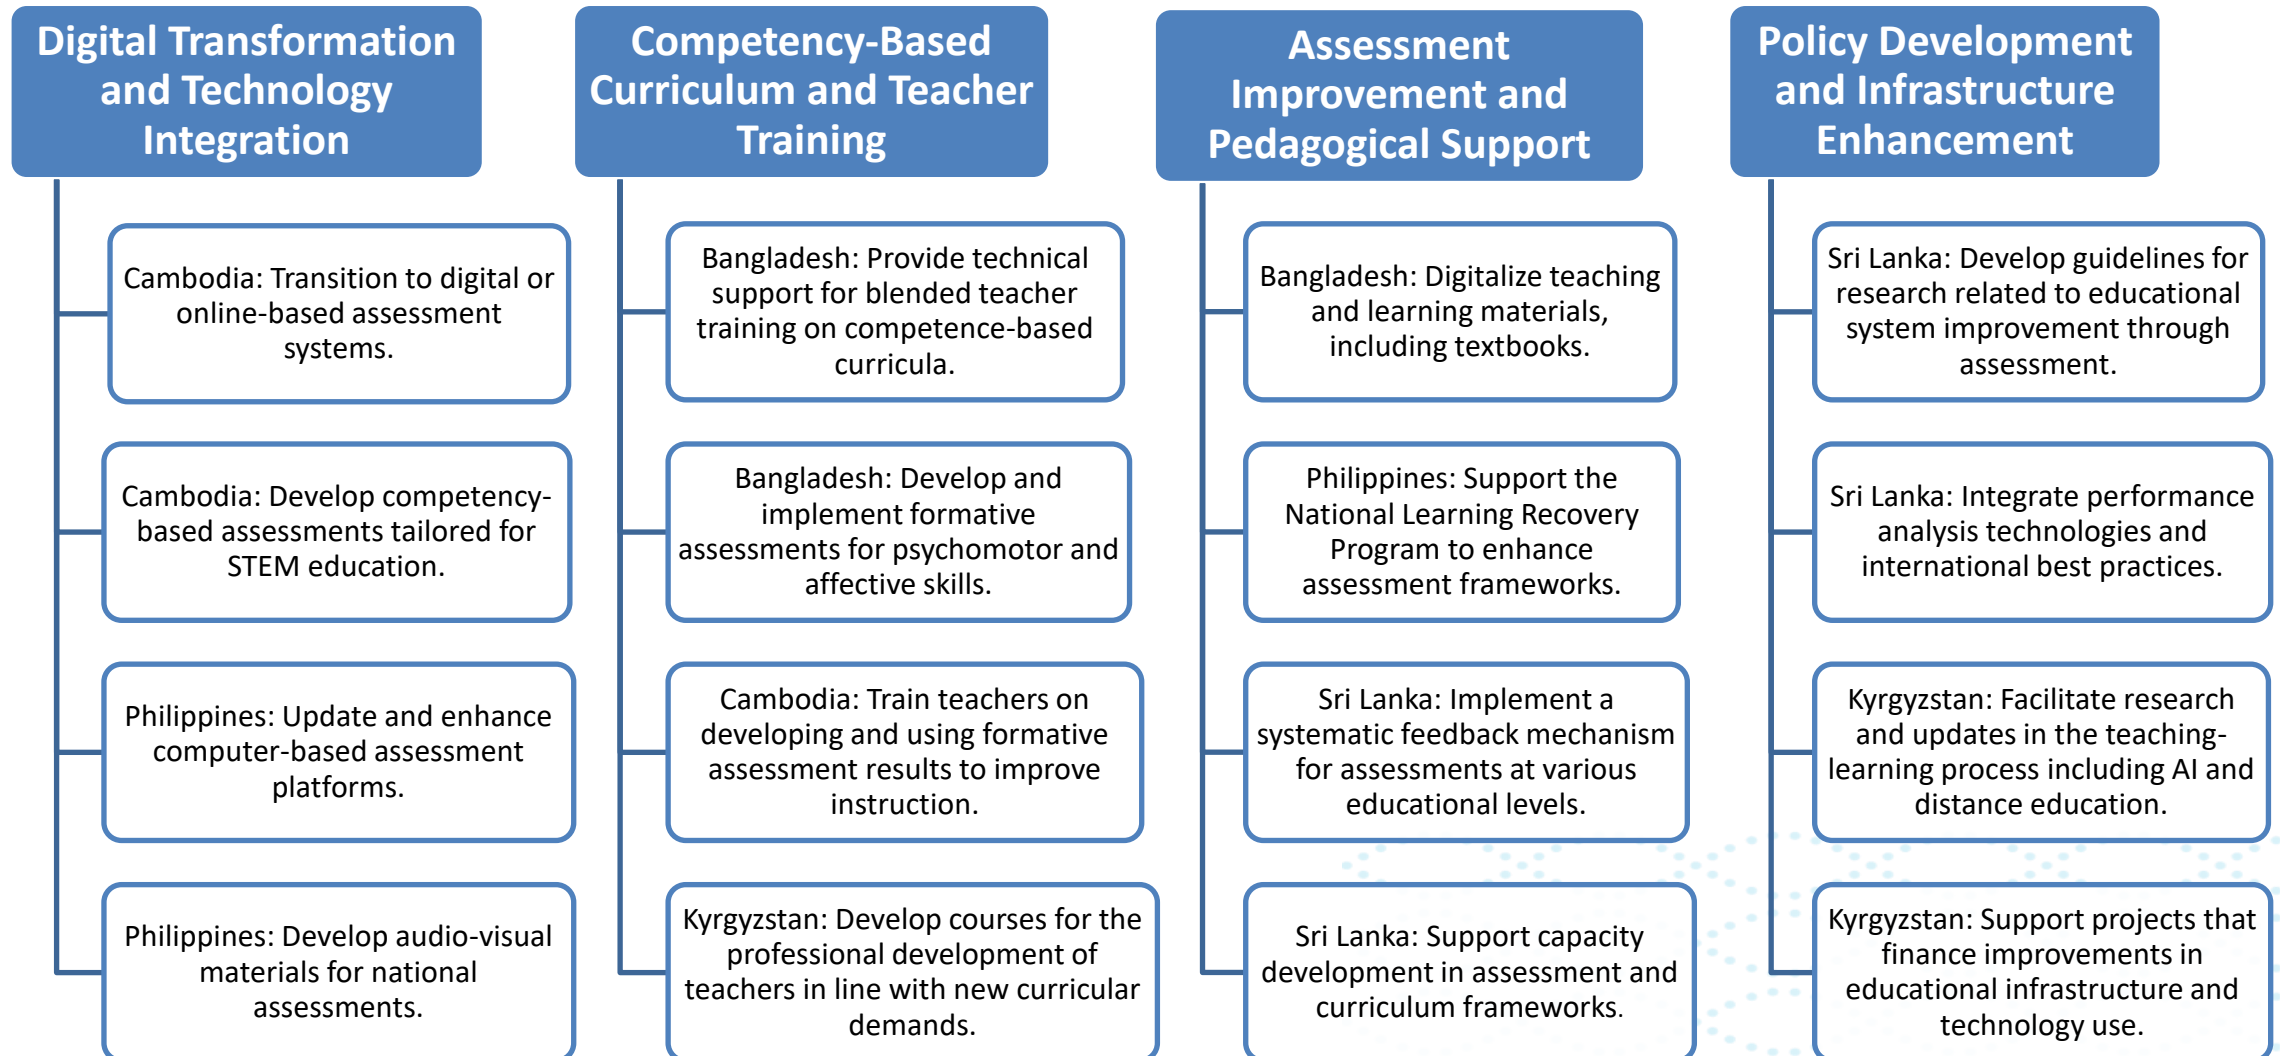 Digital Transformation
and Technology
Integration
Cambodia: Transition to digital or
online-based assessment
systems.
Cambodia: Develop competency-
based assessments tailored for
STEM education.
Philippines: Update and enhance
computer-based assessment
platforms.
Philippines: Develop audio-visual
materials for national
assessments.
Competency-Based
Curriculum and Teacher
Training
Bangladesh: Provide technical
support for blended teacher
training on competence-based
curricula.
Bangladesh: Develop and
implement formative
assessments for psychomotor and
affective skills.
Cambodia: Train teachers on
developing and using formative
assessment results to improve
instruction.
Kyrgyzstan: Develop courses for the
professional development of
teachers in line with new curricular
demands.
Assessment
Improvement and
Pedagogical Support
Bangladesh: Digitalize teaching
and learning materials,
including textbooks.
Philippines: Support the
National Learning Recovery
Program to enhance
assessment frameworks.
Sri Lanka: Implement a
systematic feedback mechanism
for assessments at various
educational levels.
Sri Lanka: Support capacity
development in assessment and
curriculum frameworks.
Policy Development
and Infrastructure
Enhancement
Sri Lanka: Develop guidelines for
research related to educational
system improvement through
assessment.
Sri Lanka: Integrate performance
analysis technologies and
international best practices.
Kyrgyzstan: Facilitate research
and updates in the teaching-
learning process including AI and
distance education.
Kyrgyzstan: Support projects that
finance improvements in
educational infrastructure and
technology use.